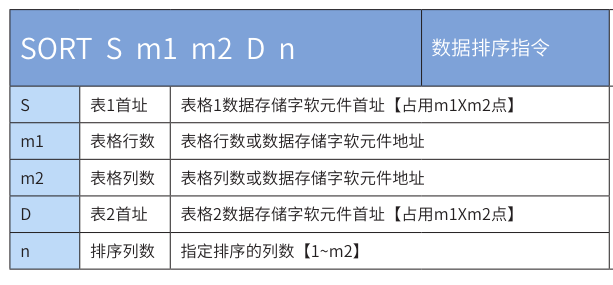 SORT S m1 m2 D n 数据排序指令
S 表1首址 表格1数据存储字软元件首址【占用m1Xm2点】
m1 表格行数 表格行数或数据存储字软元件地址
m2 表格列数 表格列数或数据存储字软元件地址
D 表2首址 表格2数据存储字软元件首址【占用m1Xm2点】
n 排序列数 指定排序的列数【1~m2】